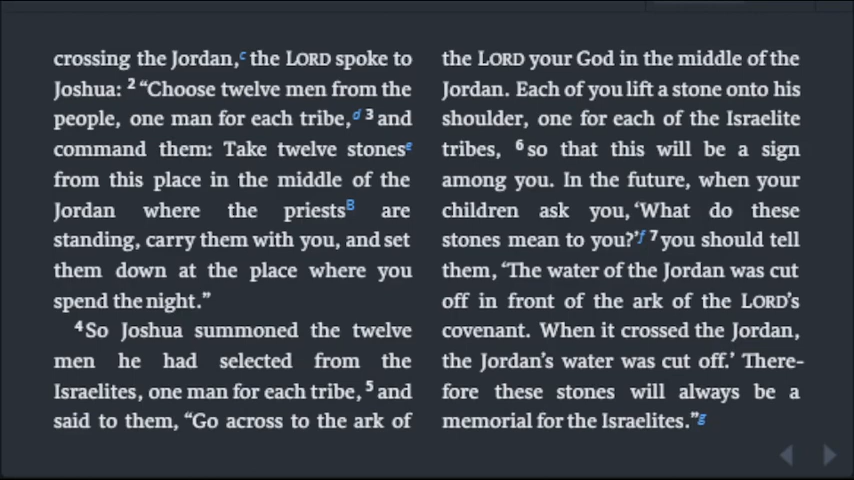 crossing the Jordan,c the LORD spoke to
Joshua: 2 “Choose twelve men from the
people, one man for each tribe,d 3 and
command them: Take twelve stonese
from this place in the middle of the
Jordan where the priestsB are
standing, carry them with you, and set
them down at the place where you
spend the night.”
4 So Joshua summoned the twelve
men he had selected from the
Israelites, one man for each tribe, 5 and
said to them, “Go across to the ark of
the LORD your God in the middle of the
Jordan. Each of you lift a stone onto his
shoulder, one for each of the Israelite
tribes, 6 so that this will be a sign
among you. In the future, when your
children ask you, ‘What do these
stones mean to you?’f 7 you should tell
them, ‘The water of the Jordan was cut
off in front of the ark of the LORD’S
covenant. When it crossed the Jordan,
the Jordan’s water was cut off.’ There-
fore these stones will always be a
memorial for the Israelites.”g